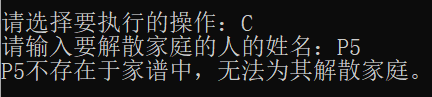 请选择要执行的操作：C
请输入要解散家庭的人的姓名：P5
P5不存在于家谱中，无法为其解散家庭。